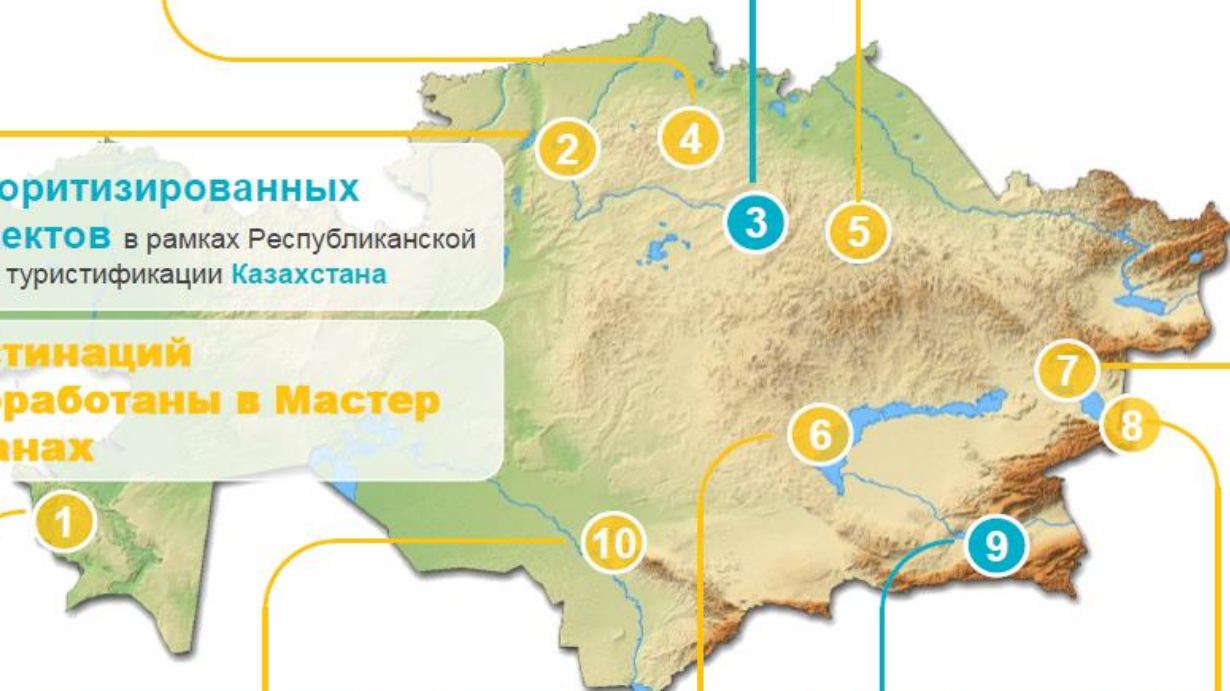 2
4
оритизированных
3
5
ектов в рамках Республиканской
туристификации Казахстана
стинаций
7
работаны в Мастер
6
8
анах
1
10
9